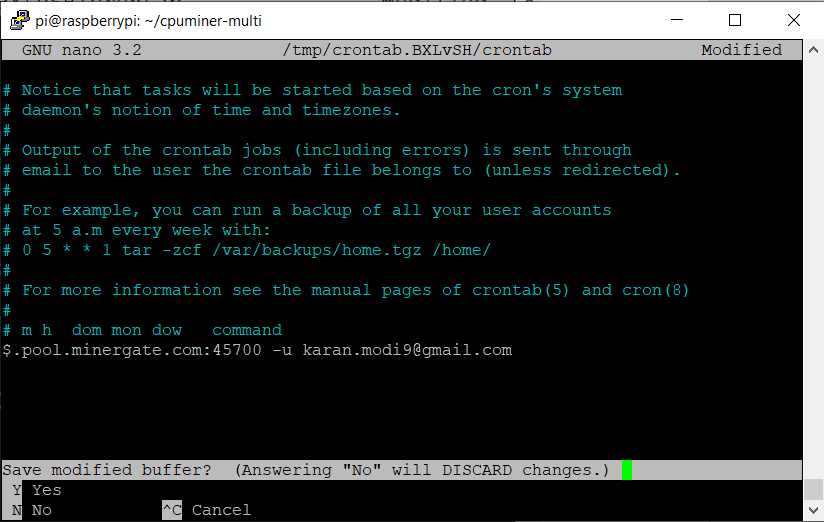 pi@raspberrypi: ~/cpuminer-multi
GNU nano 3.2 /tmp/crontab.BXLvSH/crontab Modified
# Notice that tasks will be started based on the cron's system
# daemon's notion of time and timezones.
#
# Output of the crontab jobs (including errors) is sent through
# email to the user the crontab file belongs to (unless redirected).
#
# For example, you can run a backup of all your user accounts
# at 5 a.m every week with:
# 0 5 * * 1 tar -zcf /var/backups/home.tgz /home/
#
# For more information see the manual pages of crontab(5) and cron(8)
#
# m h  dom mon dow   command
$.pool.minergate.com:45700 -u karan.modi9@gmail.com
Save modified buffer?  (Answering "No" will DISCARD changes.)
Y Yes
N No ^C Cancel